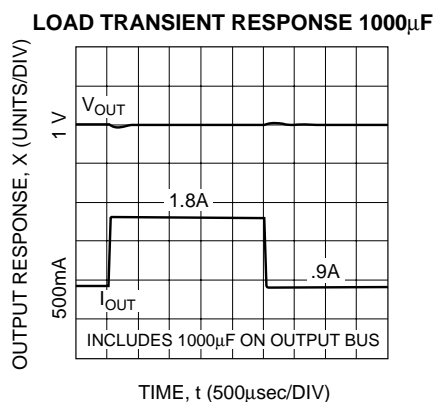 LOAD TRANSIENT RESPONSE 1000μF
OUTPUT RESPONSE, X (UNITS/DIV)
1 V
500mA
VOUT
1.8A
.9A
IOUT
INCLUDES 1000μF ON OUTPUT BUS
TIME, t (500μsec/DIV)